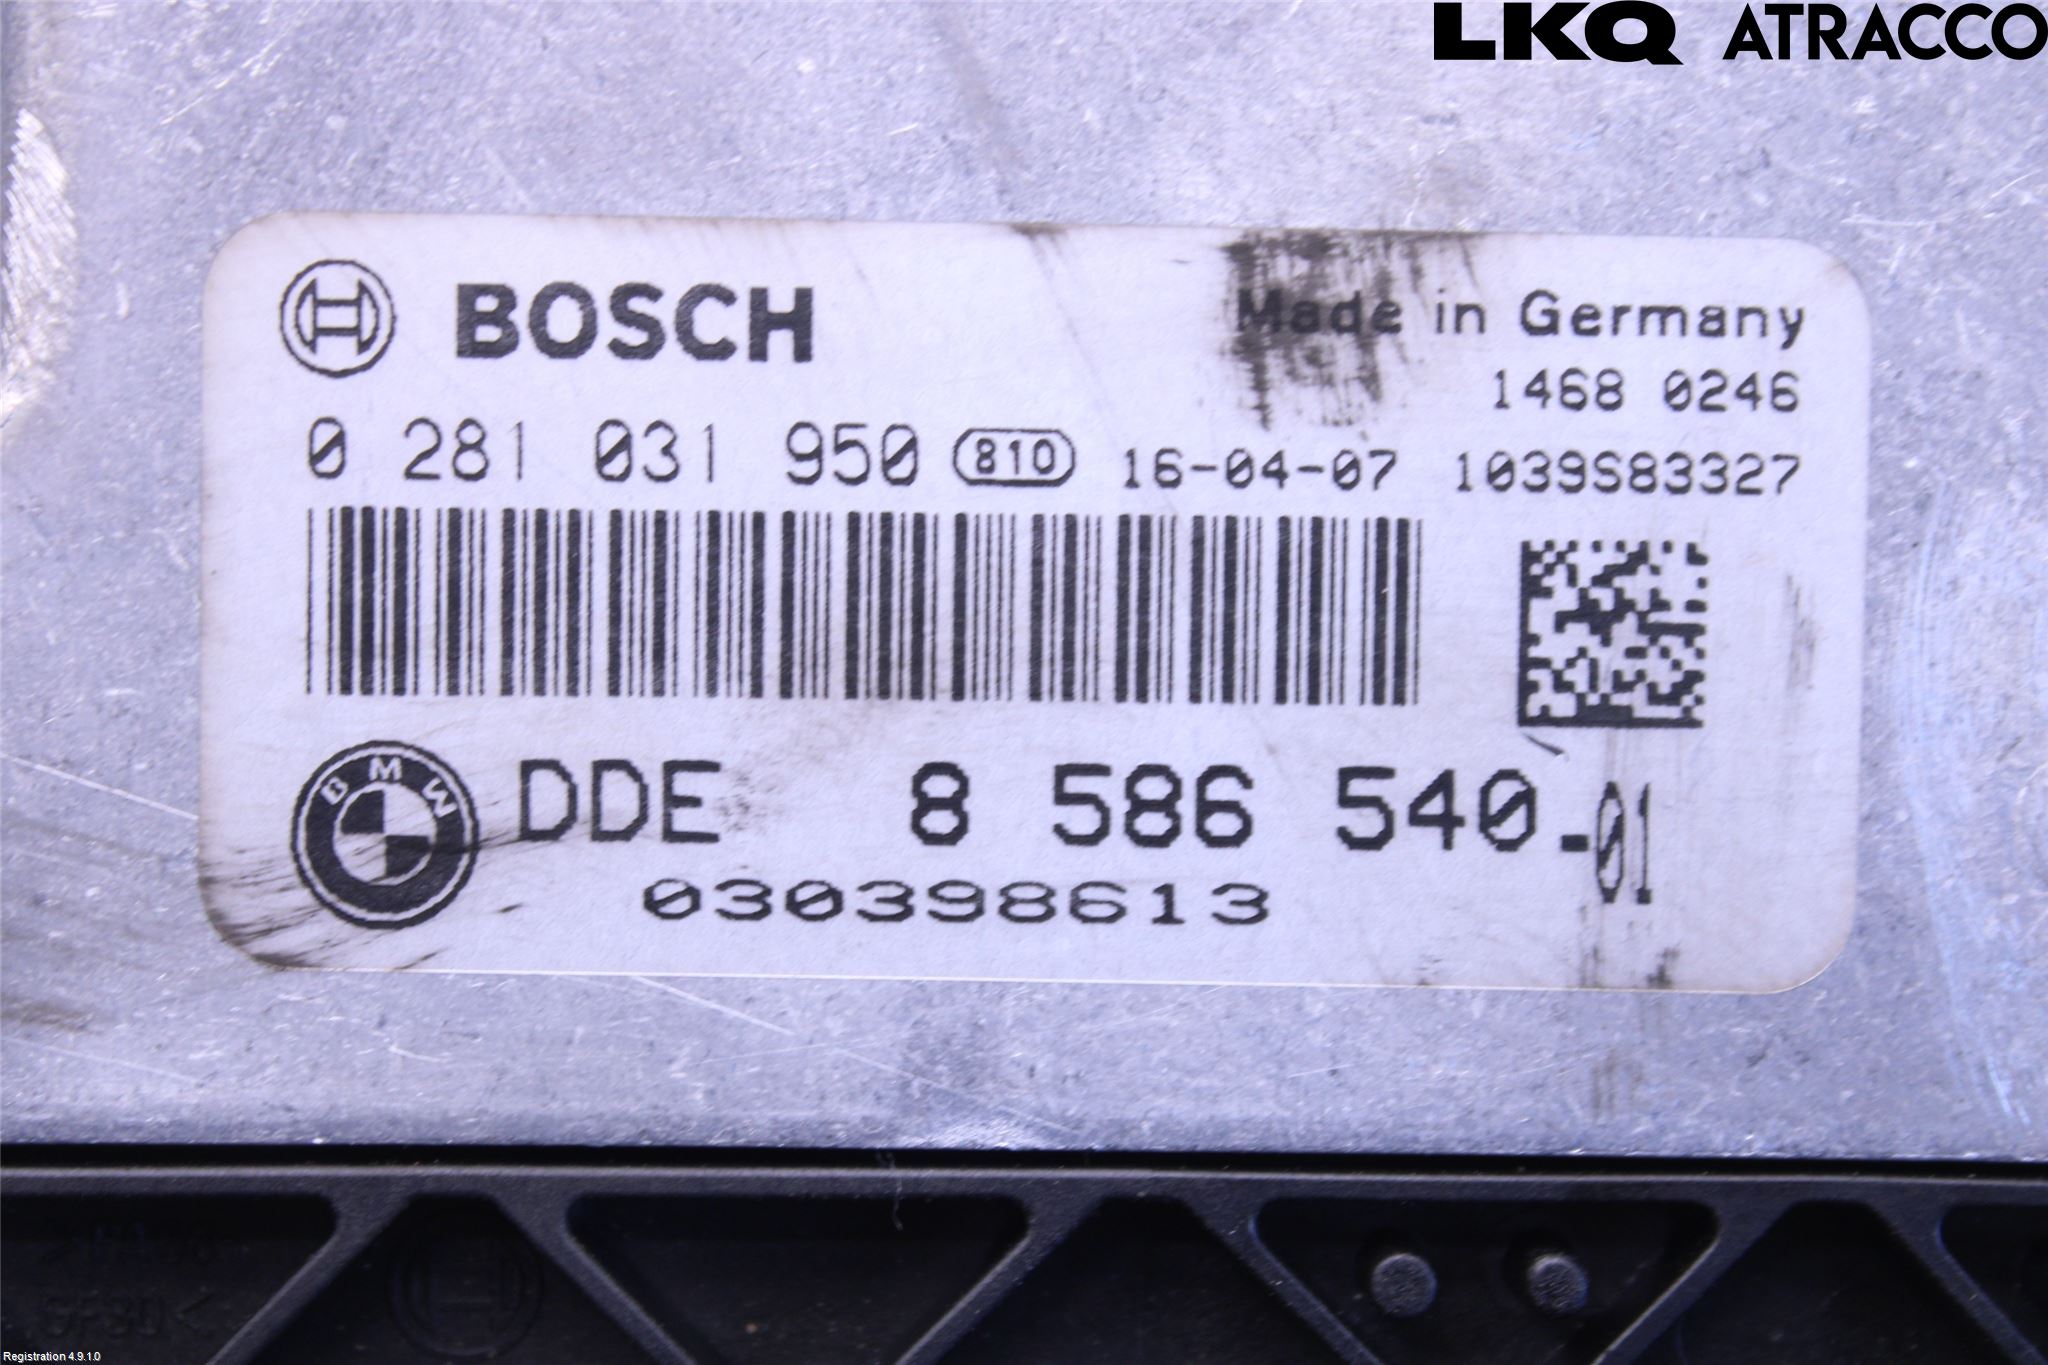 LKQ ATRACCO
BOSCH
Made in Germany
1468 0246
0 281 031 950 810 16-04-07 1039S83327
BMW
DDE 8 586 540.-01
030398613
GF30<
Registration 4.9.1.0